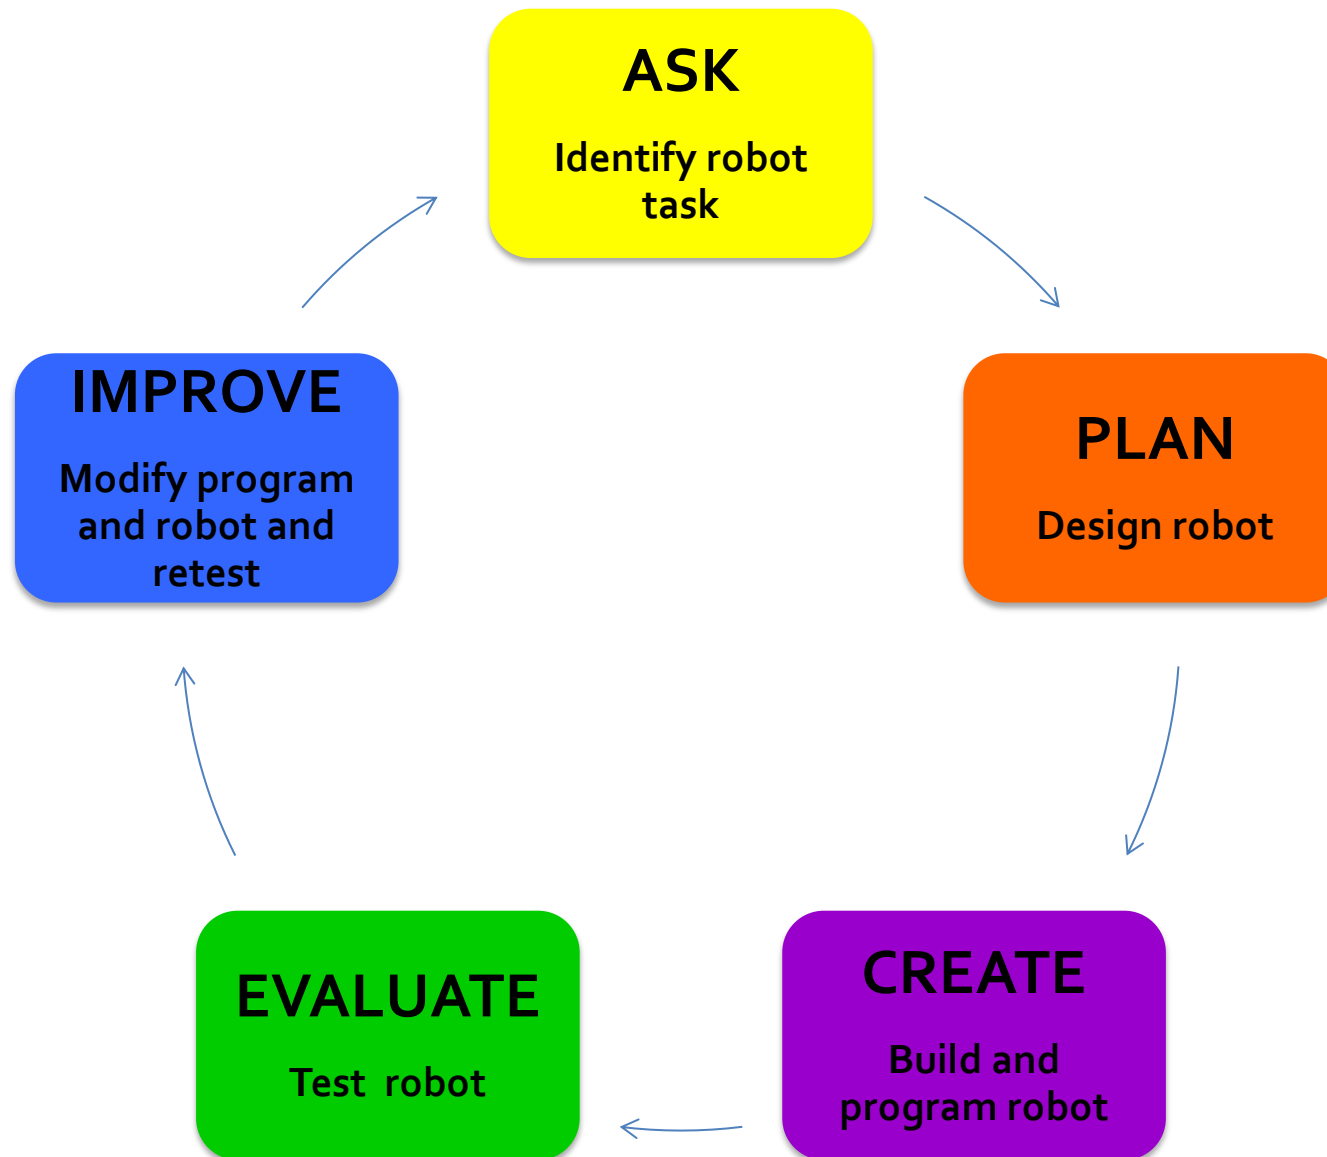 ASK
Identify robot
task
PLAN
Design robot
CREATE
Build and
program robot
EVALUATE
Test  robot
IMPROVE
Modify program
and robot and
retest